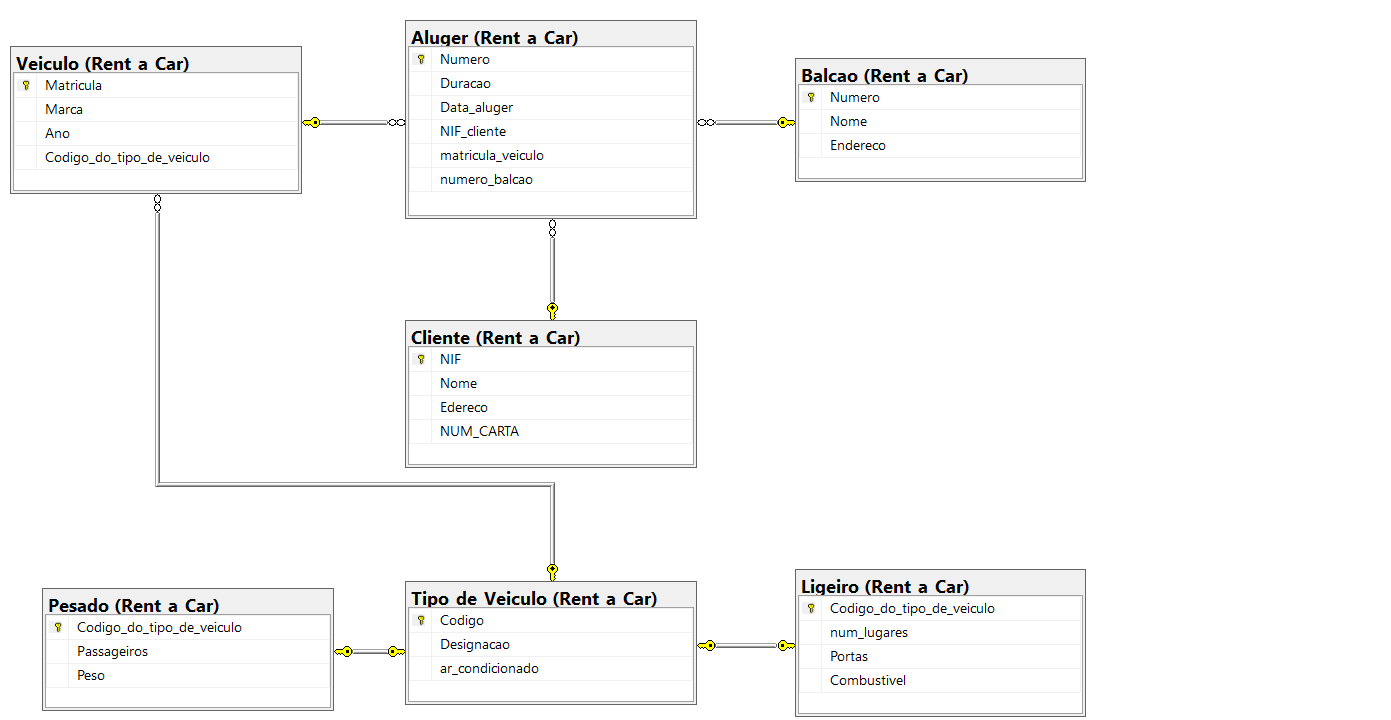 Veiculo (Rent a Car)
Matricula
Marca
Ano
Codigo_do_tipo_de_veiculo
Aluger (Rent a Car)
Numero
Duracao
Data_aluger
NIF_cliente
matricula_veiculo
numero_balcao
Balcao (Rent a Car)
Numero
Nome
Endereco
Cliente (Rent a Car)
NIF
Nome
Edereco
NUM_CARTA
Pesado (Rent a Car)
Codigo_do_tipo_de_veiculo
Passageiros
Peso
Tipo de Veiculo (Rent a Car)
Codigo
Designacao
ar_condicionado
Ligeiro (Rent a Car)
Codigo_do_tipo_de_veiculo
num_lugares
Portas
Combustivel